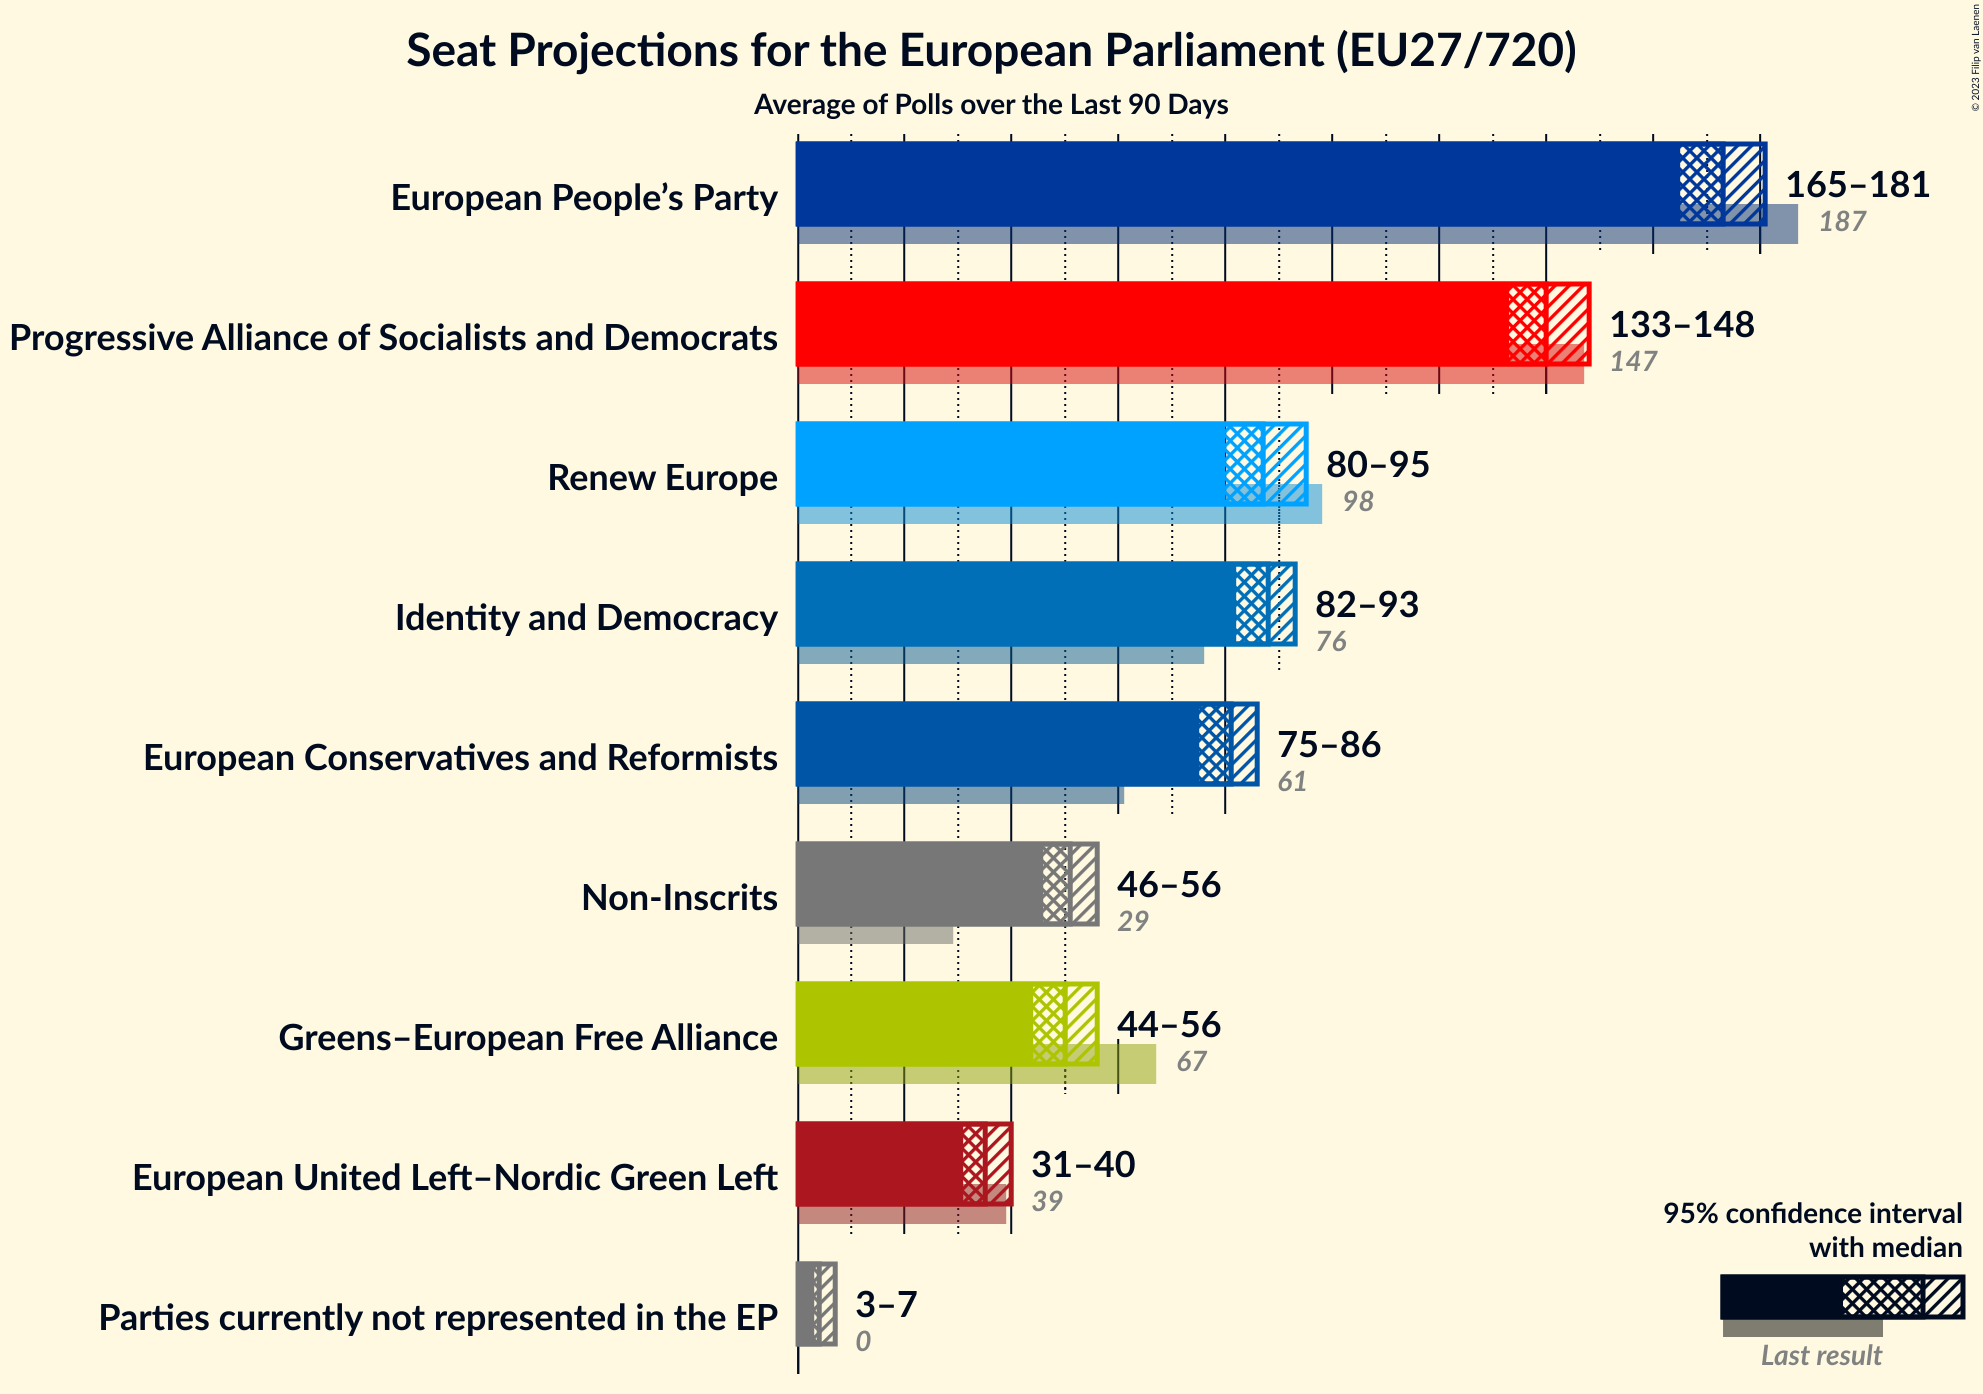 Seat Projections for the European Parliament (EU27/720)
Average of Polls over the Last 90 Days
© 2023 Filip van Laenen
European People’s Party
165–181
187
Progressive Alliance of Socialists and Democrats
133–148
147
Renew Europe
80–95
98
Identity and Democracy
82–93
76
European Conservatives and Reformists
75–86
61
Non-Inscrits
46–56
29
Greens–European Free Alliance
44–56
67
European United Left–Nordic Green Left
31–40
39
Parties currently not represented in the EP
3–7
0
95% confidence interval
with median
Last result